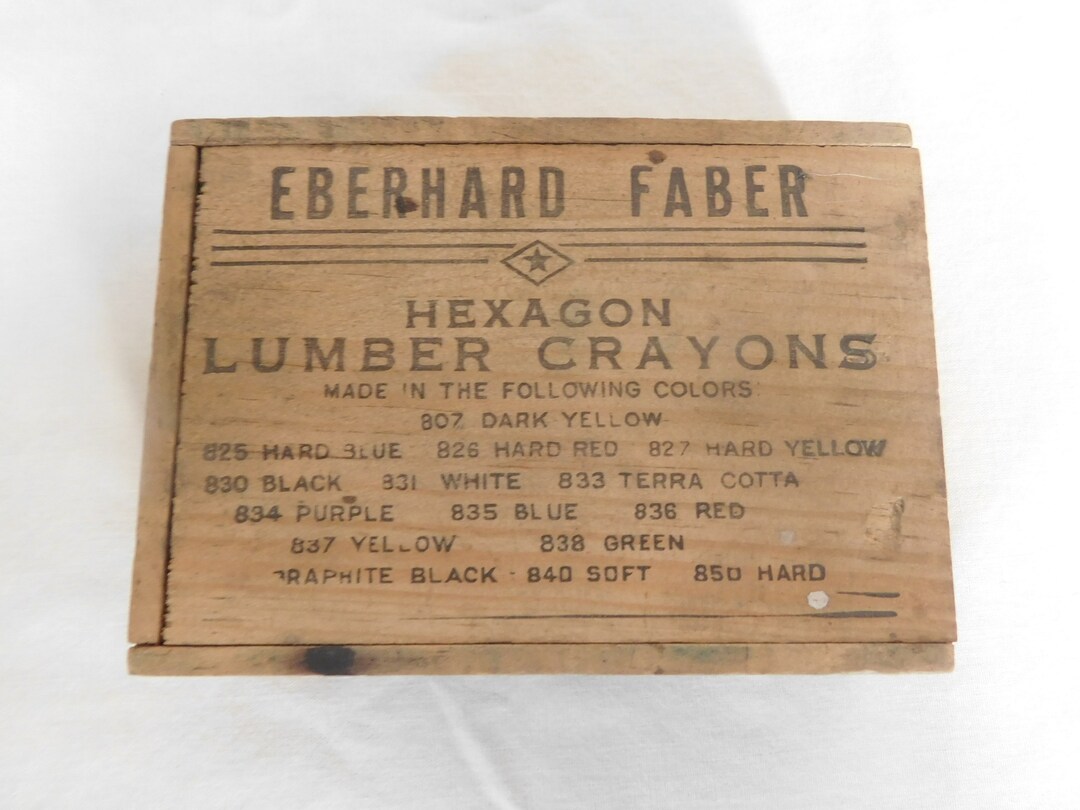 EBERHARD FABER
HEXAGON
LUMBER CRAYONS
MADE IN THE FOLLOWING COLORS
807 DARK YELLOW
825 HARD BLUE 826 HARD RED 827 HARD YELLOW
830 BLACK 831 WHITE 833 TERRA COTTA
834 PURPLE 835 BLUE 836 RED
837 YELLOW 838 GREEN
GRAPHITE BLACK - 840 SOFT 850 HARD